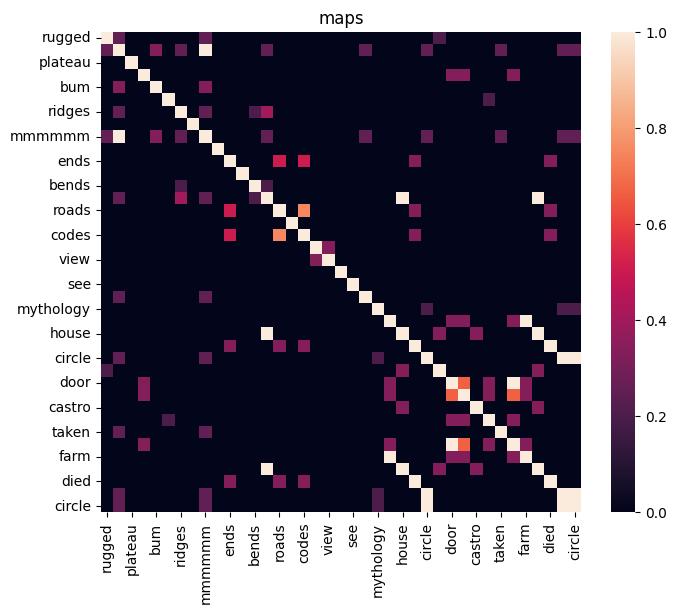 maps
rugged
plateau
bum
ridges
mmmmmm
ends
bends
roads
codes
view
see
mythology
house
circle
door
castro
taken
farm
died
circle
rugged
plateau
bum
ridges
mmmmmm
ends
bends
roads
codes
view
see
mythology
house
circle
door
castro
taken
farm
died
circle
1.0
0.8
0.6
0.4
0.2
0.0